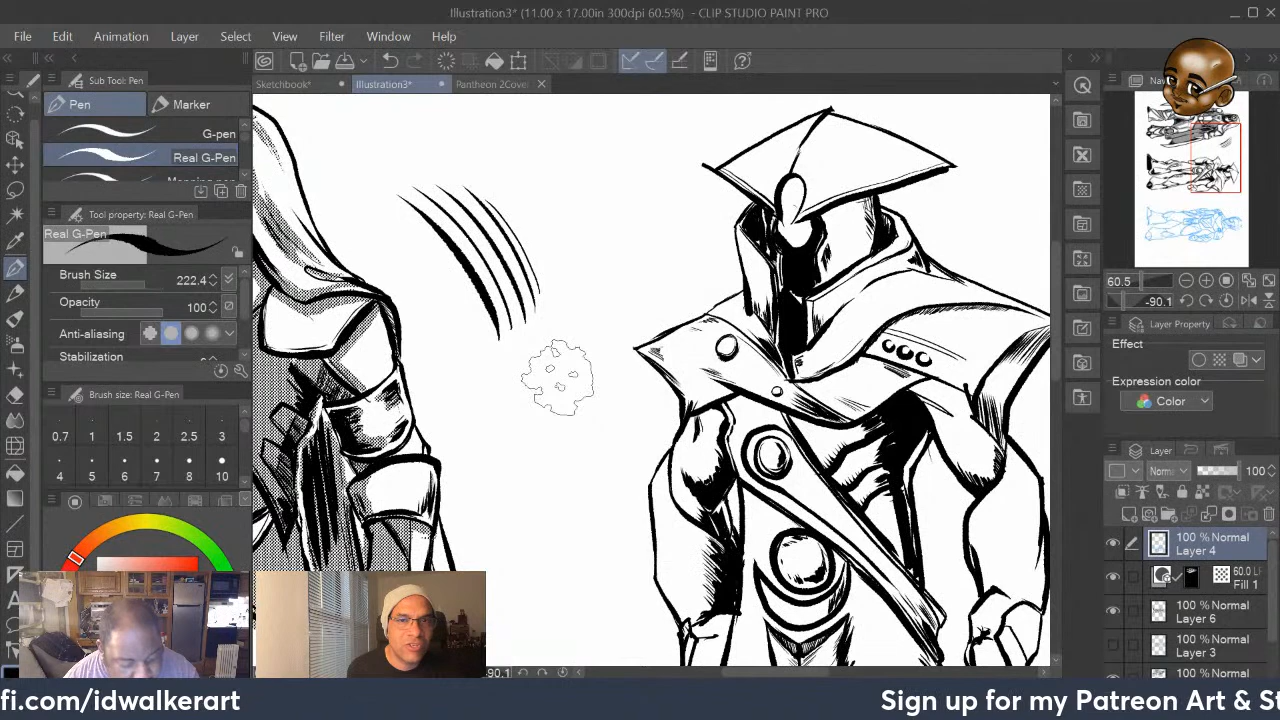 Illustration3* (11.00 x 17.00in 300dpi 60.5%) - CLIP STUDIO PAINT PRO
File Edit Animation Layer Select View Filter Window Help
Sub Tool: Pen
Sketchbook* Illustration3* Pantheon 2Cove
Pen Marker
G-pen
Real G-Pen
Tool property: Real G-Pen
Real G-Pen
Brush Size 222.4
Opacity 100
Anti-aliasing
Stabilization
Brush size: Real G-Pen
0.7 1 1.5 2 2.5 3
4 5 6 7 8 10
-90.1
60.5
-90.1
Layer Property
Effect
Expression color
Color
Layer
Norma 100
100 % Normal
Layer 4
Fill 1
100 % Normal
Layer 6
100 % Normal
Layer 3
100 % Normal
fi.com/idwalkerart Sign up for my Patreon Art & St